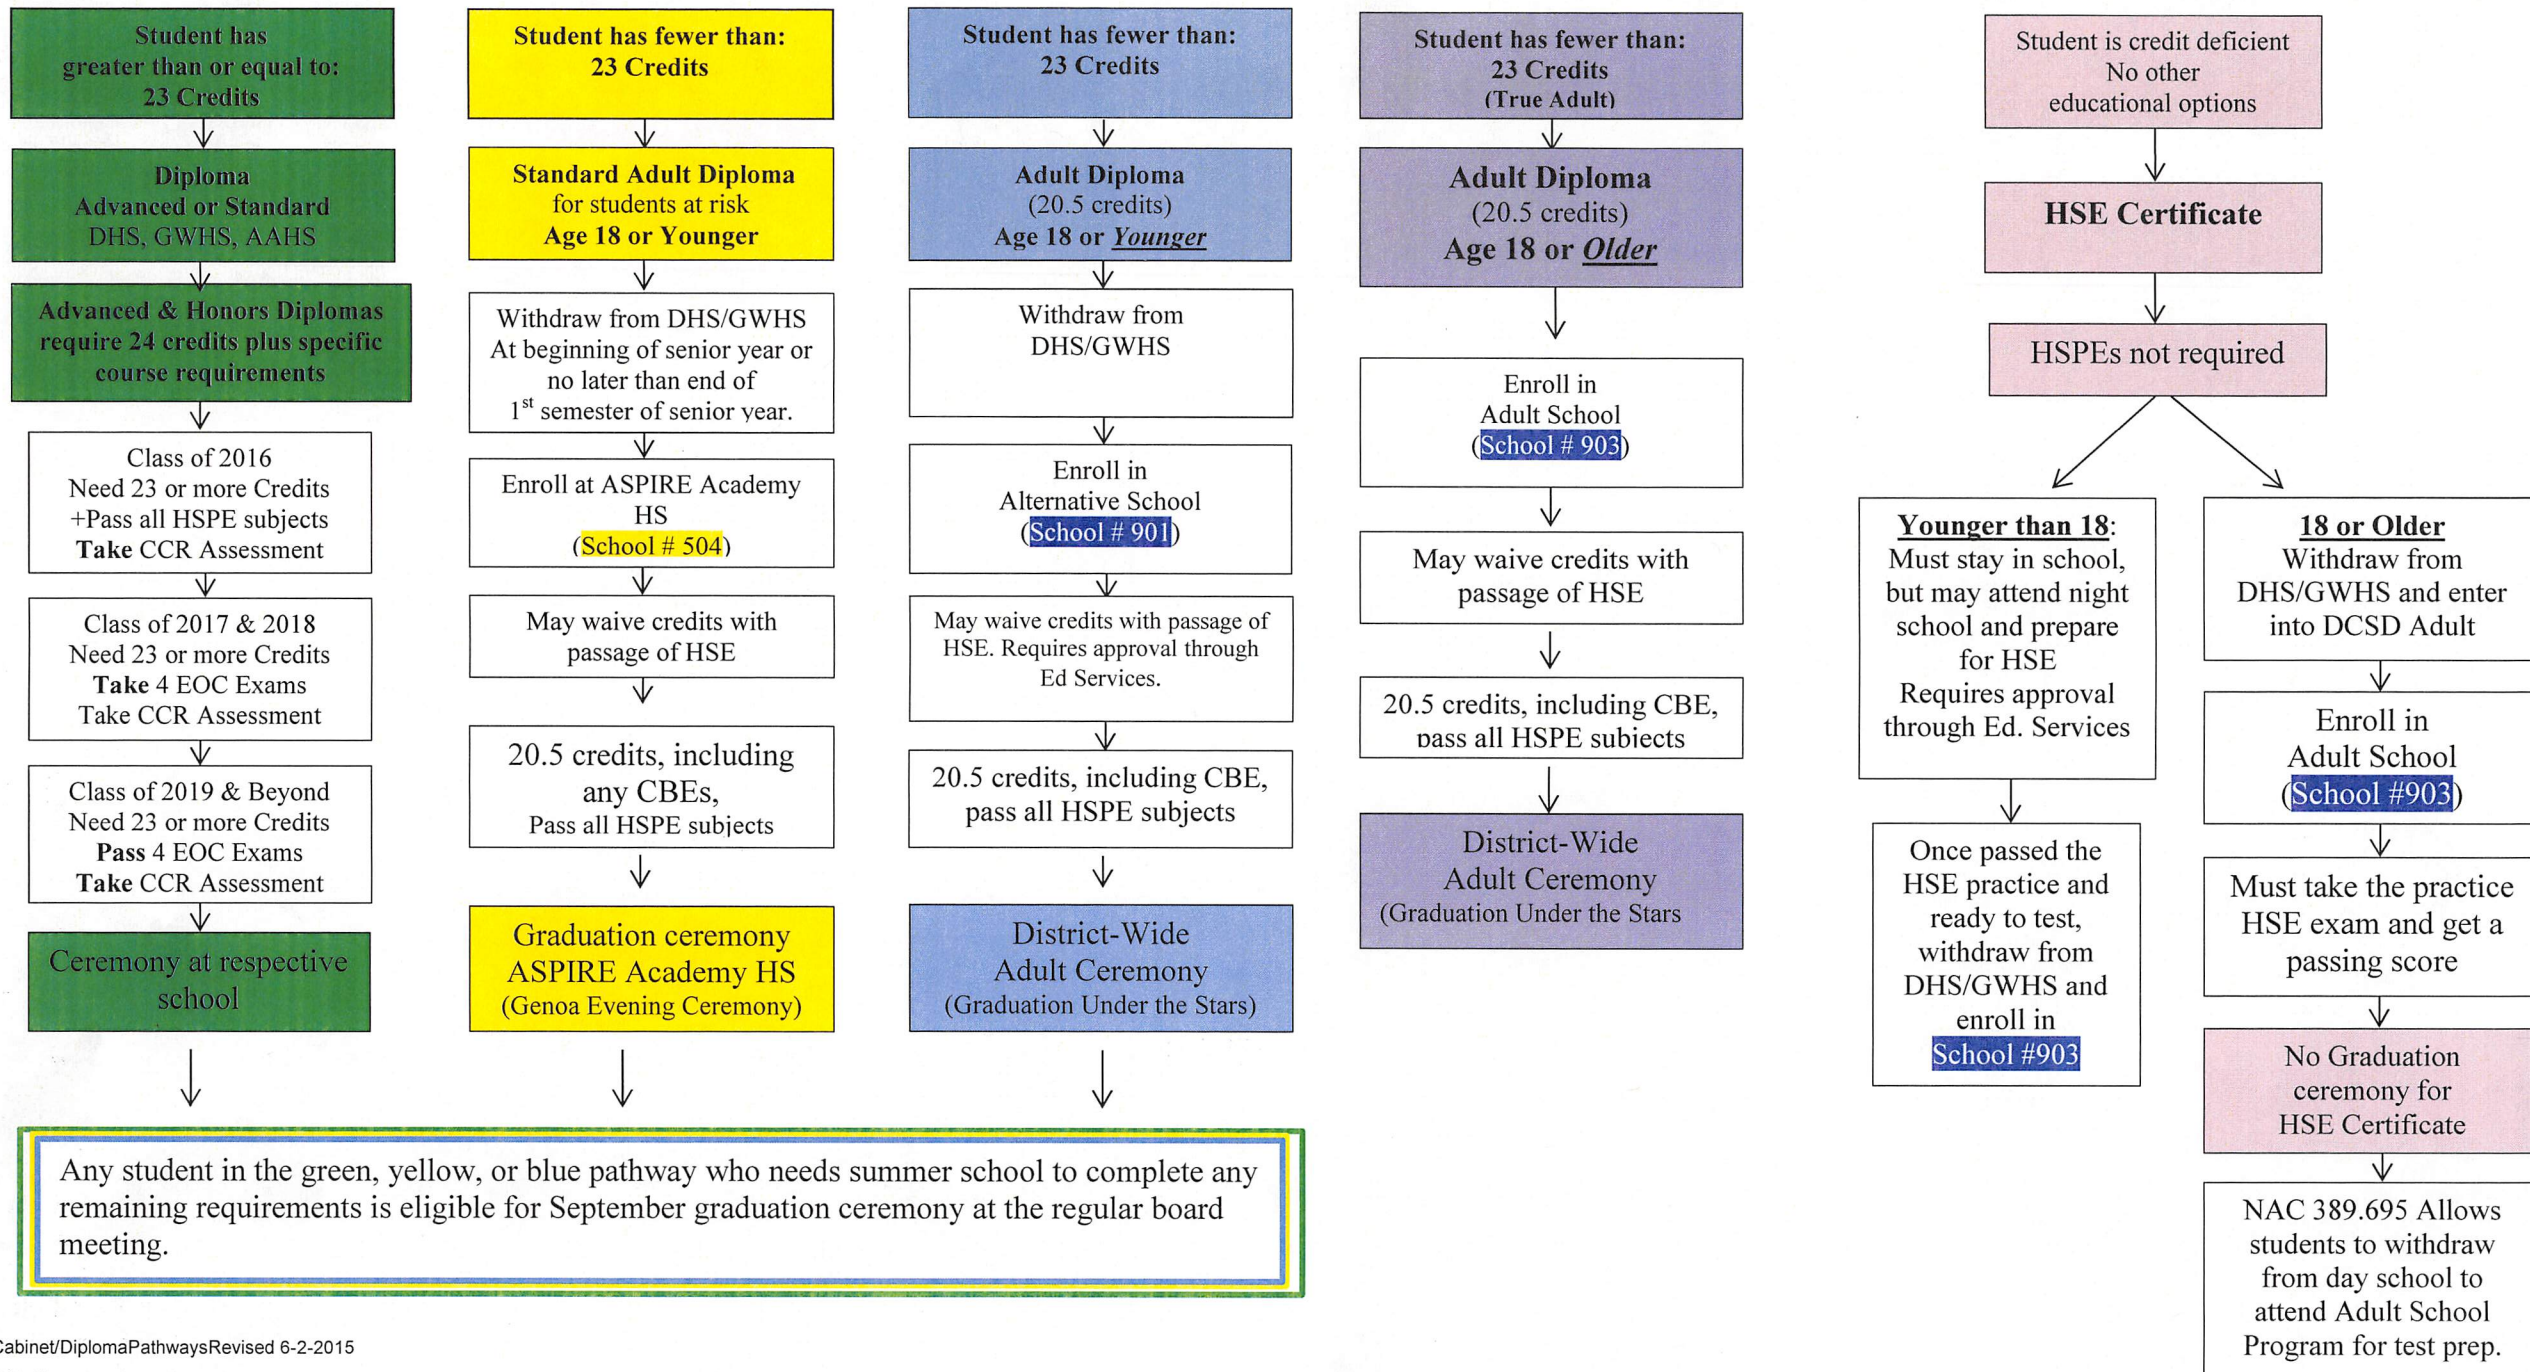 Student has
greater than or equal to:
23 Credits
Diploma
Advanced or Standard
DHS, GWHS, AAHS
Advanced & Honors Diplomas
require 24 credits plus specific
course requirements
Class of 2016
Need 23 or more Credits
+Pass all HSPE subjects
Take CCR Assessment
Class of 2017 & 2018
Need 23 or more Credits
Take 4 EOC Exams
Take CCR Assessment
Class of 2019 & Beyond
Need 23 or more Credits
Pass 4 EOC Exams
Take CCR Assessment
Ceremony at respective
school
Student has fewer than:
23 Credits
Standard Adult Diploma
for students at risk
Age 18 or Younger
Withdraw from DHS/GWHS
At beginning of senior year or
no later than end of
1st semester of senior year.
Enroll at ASPIRE Academy
HS
(School # 504)
May waive credits with
passage of HSE
20.5 credits, including
any CBEs,
Pass all HSPE subjects
Graduation ceremony
ASPIRE Academy HS
(Genoa Evening Ceremony)
Student has fewer than:
23 Credits
Adult Diploma
(20.5 credits)
Age 18 or Younger
Withdraw from
DHS/GWHS
Enroll in
Alternative School
(School # 901)
May waive credits with passage of
HSE. Requires approval through
Ed Services.
20.5 credits, including CBE,
pass all HSPE subjects
District-Wide
Adult Ceremony
(Graduation Under the Stars)
Student has fewer than:
23 Credits
(True Adult)
Adult Diploma
(20.5 credits)
Age 18 or Older
Enroll in
Adult School
(School # 903)
May waive credits with
passage of HSE
20.5 credits, including CBE,
pass all HSPE subjects
District-Wide
Adult Ceremony
(Graduation Under the Stars
Student is credit deficient
No other
educational options
HSE Certificate
HSPEs not required
Younger than 18:
Must stay in school,
but may attend night
school and prepare
for HSE
Requires approval
through Ed. Services
Once passed the
HSE practice and
ready to test,
withdraw from
DHS/GWHS and
enroll in
School #903
18 or Older
Withdraw from
DHS/GWHS and enter
into DCSD Adult
Enroll in
Adult School
(School #903)
Must take the practice
HSE exam and get a
passing score
No Graduation
ceremony for
HSE Certificate
NAC 389.695 Allows
students to withdraw
from day school to
attend Adult School
Program for test prep.
Any student in the green, yellow, or blue pathway who needs summer school to complete any
remaining requirements is eligible for September graduation ceremony at the regular board
meeting.
Cabinet/DiplomaPathwaysRevised 6-2-2015